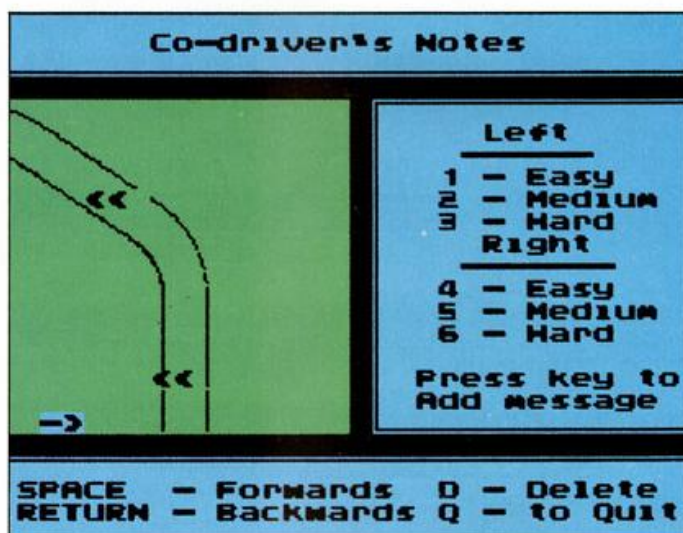 Co-driver's Notes
<<
<<
->
Left
1 - Easy
2 - Medium
3 - Hard
Right
4 - Easy
5 - Medium
6 - Hard
Press key to
Add message
SPACE - Forwards D - Delete
RETURN - Backwards Q - to Quit